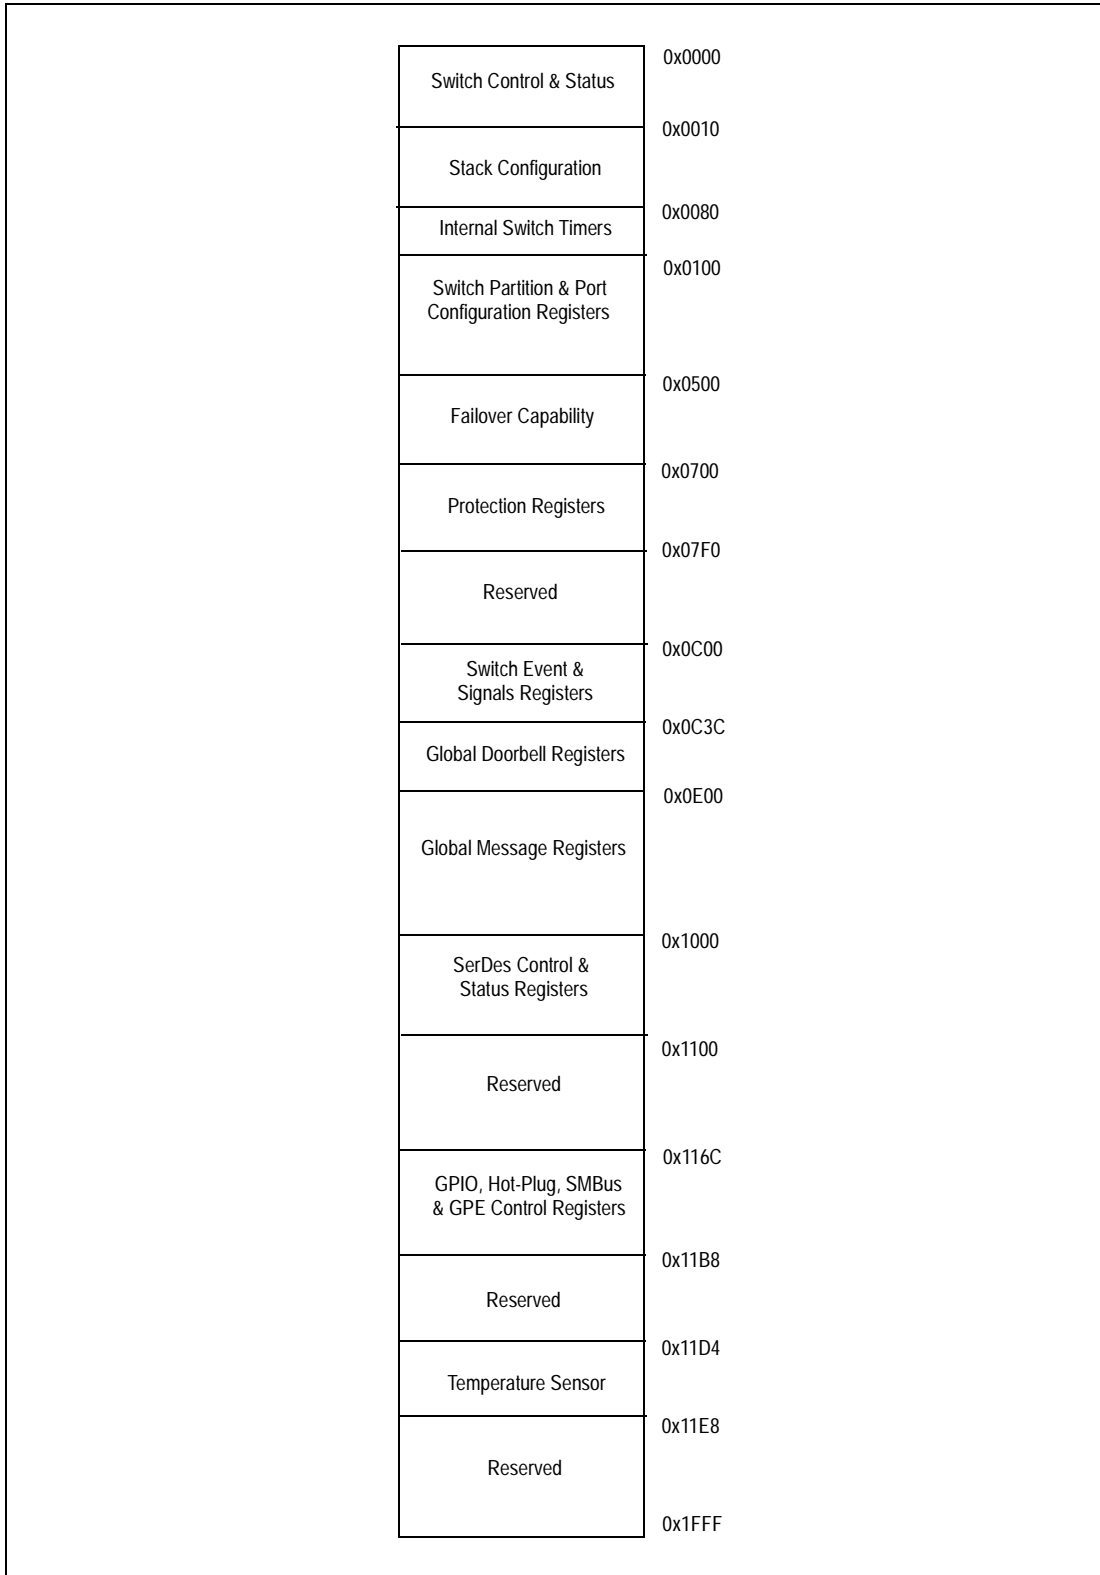 0x0000
Switch Control & Status
0x0010
Stack Configuration
0x0080
Internal Switch Timers
0x0100
Switch Partition & Port
Configuration Registers
0x0500
Failover Capability
0x0700
Protection Registers
0x07F0
Reserved
0x0C00
Switch Event &
Signals Registers
0x0C3C
Global Doorbell Registers
0x0E00
Global Message Registers
0x1000
SerDes Control &
Status Registers
0x1100
Reserved
0x116C
GPIO, Hot-Plug, SMBus
& GPE Control Registers
0x11B8
Reserved
0x11D4
Temperature Sensor
0x11E8
Reserved
0x1FFF